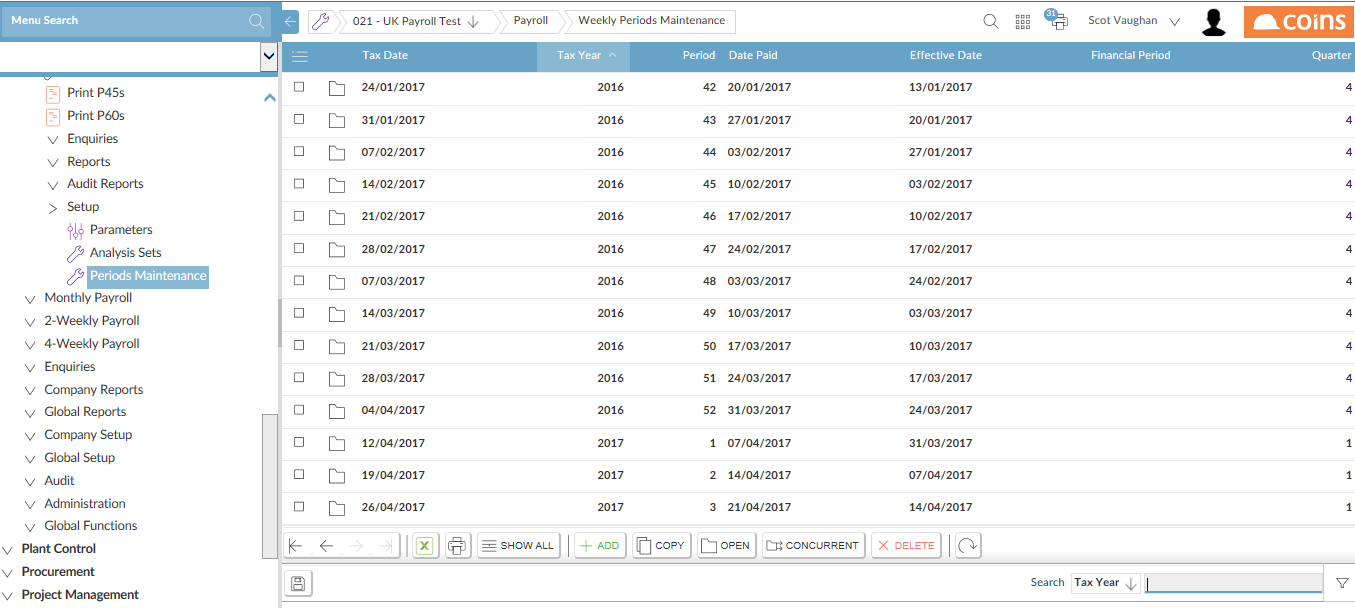 Menu Search
021 - UK Payroll Test
Payroll
Weekly Periods Maintenance
31
Scot Vaughan
coins
Print P45s
Print P60s
Enquiries
Reports
Audit Reports
Setup
Parameters
Analysis Sets
Periods Maintenance
Monthly Payroll
2-Weekly Payroll
4-Weekly Payroll
Enquiries
Company Reports
Global Reports
Company Setup
Global Setup
Audit
Administration
Global Functions
Plant Control
Procurement
Project Management
Tax Date Tax Year Period Date Paid Effective Date Financial Period Quarter
24/01/2017 2016 42 20/01/2017 13/01/2017 4
31/01/2017 2016 43 27/01/2017 20/01/2017 4
07/02/2017 2016 44 03/02/2017 27/01/2017 4
14/02/2017 2016 45 10/02/2017 03/02/2017 4
21/02/2017 2016 46 17/02/2017 10/02/2017 4
28/02/2017 2016 47 24/02/2017 17/02/2017 4
07/03/2017 2016 48 03/03/2017 24/02/2017 4
14/03/2017 2016 49 10/03/2017 03/03/2017 4
21/03/2017 2016 50 17/03/2017 10/03/2017 4
28/03/2017 2016 51 24/03/2017 17/03/2017 4
04/04/2017 2016 52 31/03/2017 24/03/2017 4
12/04/2017 2017 1 07/04/2017 31/03/2017 1
19/04/2017 2017 2 14/04/2017 07/04/2017 1
26/04/2017 2017 3 21/04/2017 14/04/2017 1
X SHOW ALL ADD COPY OPEN CONCURRENT DELETE
Search Tax Year